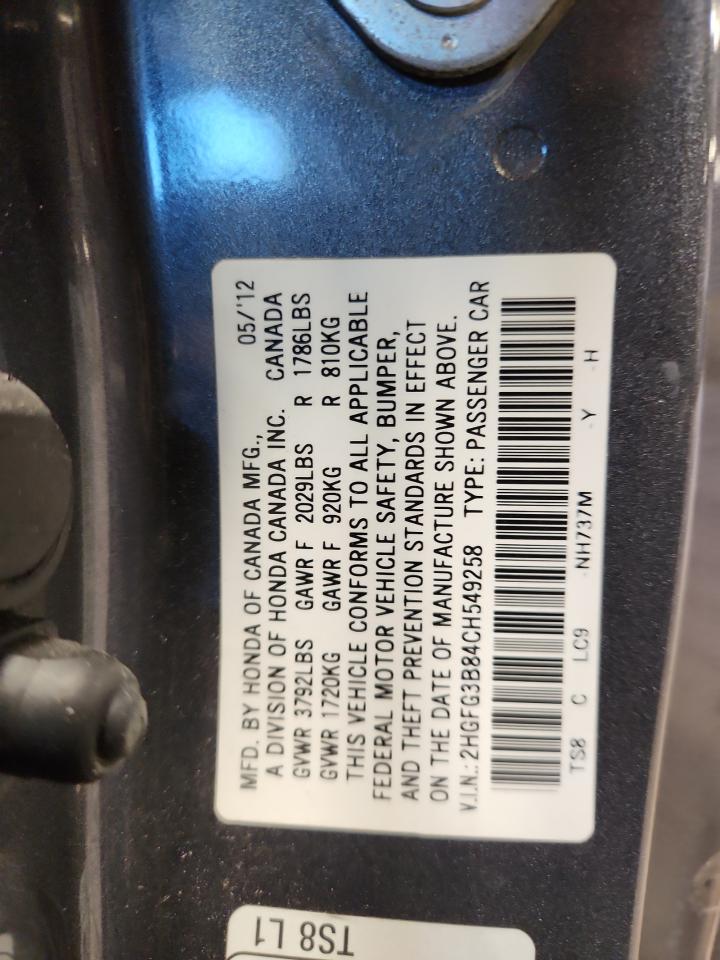 MFD. BY HONDA OF CANADA MFG., 05/'12
A DIVISION OF HONDA CANADA INC. CANADA
GVWR 3792LBS GAWR F 2029LBS R 1786LBS
GVWR 1720KG GAWR F 920KG R 810KG
THIS VEHICLE CONFORMS TO ALL APPLICABLE
FEDERAL MOTOR VEHICLE SAFETY, BUMPER,
AND THEFT PREVENTION STANDARDS IN EFFECT
ON THE DATE OF MANUFACTURE SHOWN ABOVE.
V.I.N.: 2HGFG3B84CH549258 TYPE: PASSENGER CAR
TS8 C LC9 -NH737M -Y -H
TS8 L1